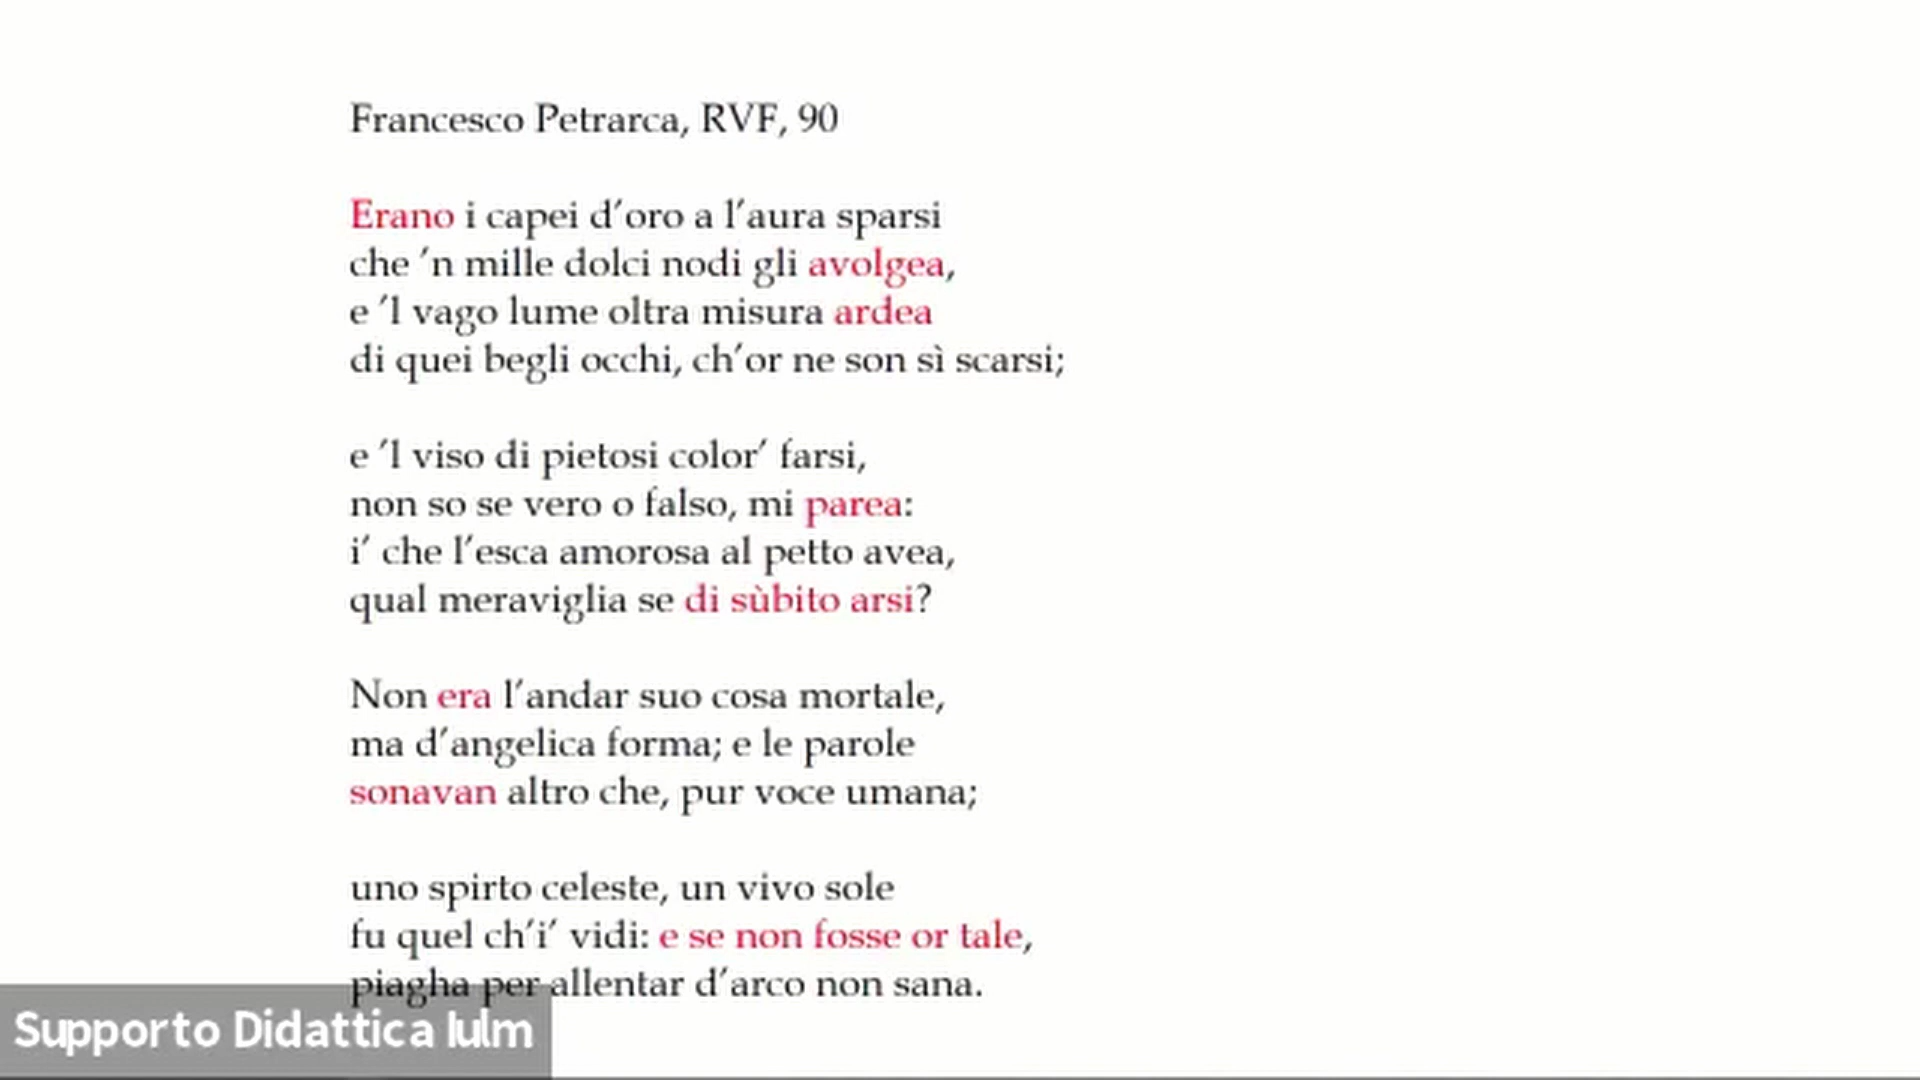 Francesco Petrarca, RVF, 90
Erano i capei d’oro a l’aura sparsi
che ’n mille dolci nodi gli avolgea,
e ’l vago lume oltra misura ardea
di quei begli occhi, ch’or ne son sì scarsi;
e ’l viso di pietosi color’ farsi,
non so se vero o falso, mi parea:
i’ che l’esca amorosa al petto avea,
qual meraviglia se di sùbito arsi?
Non era l’andar suo cosa mortale,
ma d’angelica forma; e le parole
sonavan altro che, pur voce umana;
uno spirto celeste, un vivo sole
fu quel ch’i’ vidi: e se non fosse or tale,
piagha per allentar d’arco non sana.
Supporto Didattica Iulm